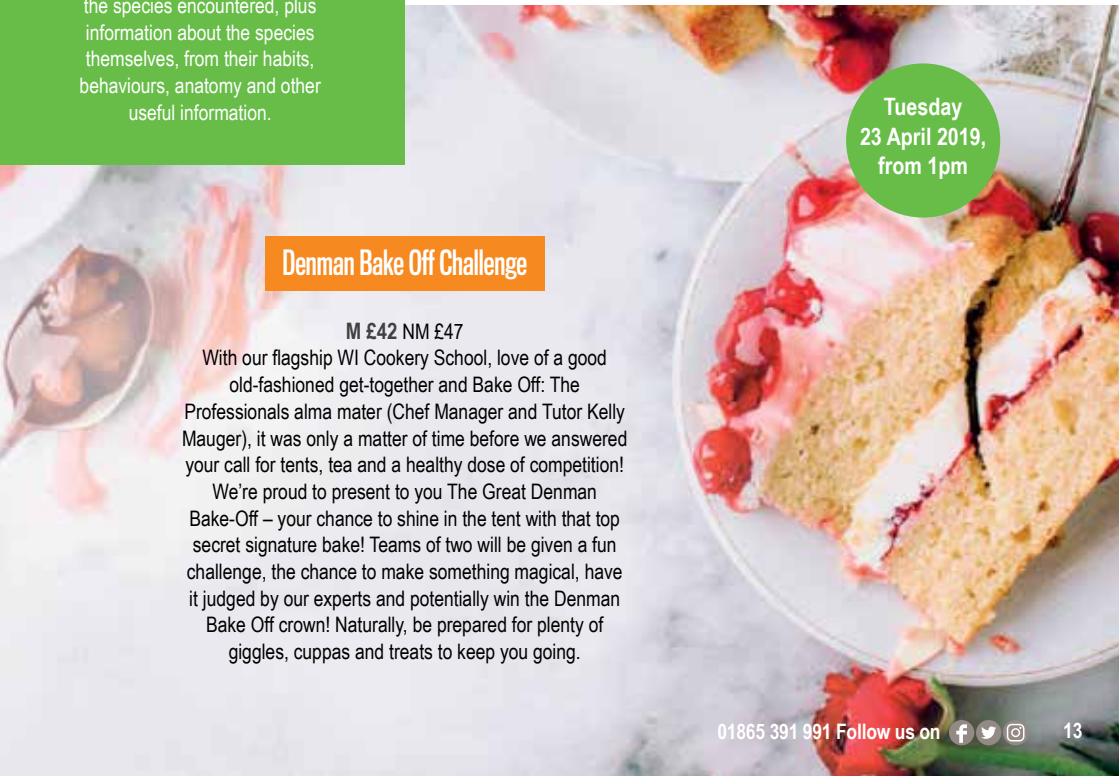 the species encountered, plus
information about the species
themselves, from their habits,
behaviours, anatomy and other
useful information.
Tuesday
23 April 2019,
from 1pm
Denman Bake Off Challenge
M £42 NM £47
With our flagship WI Cookery School, love of a good
old-fashioned get-together and Bake Off: The
Professionals alma mater (Chef Manager and Tutor Kelly
Mauger), it was only a matter of time before we answered
your call for tents, tea and a healthy dose of competition!
We’re proud to present to you The Great Denman
Bake-Off – your chance to shine in the tent with that top
secret signature bake! Teams of two will be given a fun
challenge, the chance to make something magical, have
it judged by our experts and potentially win the Denman
Bake Off crown! Naturally, be prepared for plenty of
giggles, cuppas and treats to keep you going.
01865 391 991 Follow us on 13